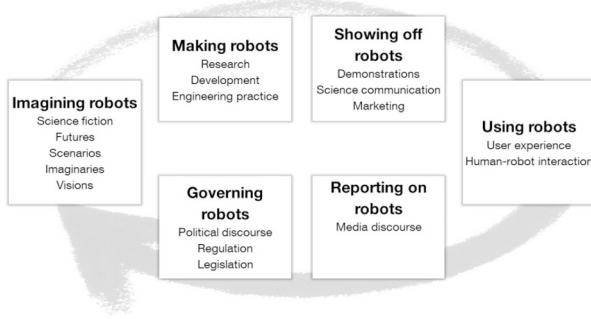 Imagining robots
Science fiction
Futures
Scenarios
Imaginaries
Visions
Making robots
Research
Development
Engineering practice
Showing off
robots
Demonstrations
Science communication
Marketing
Using robots
User experience
Human-robot interaction
Reporting on
robots
Media discourse
Governing
robots
Political discourse
Regulation
Legislation